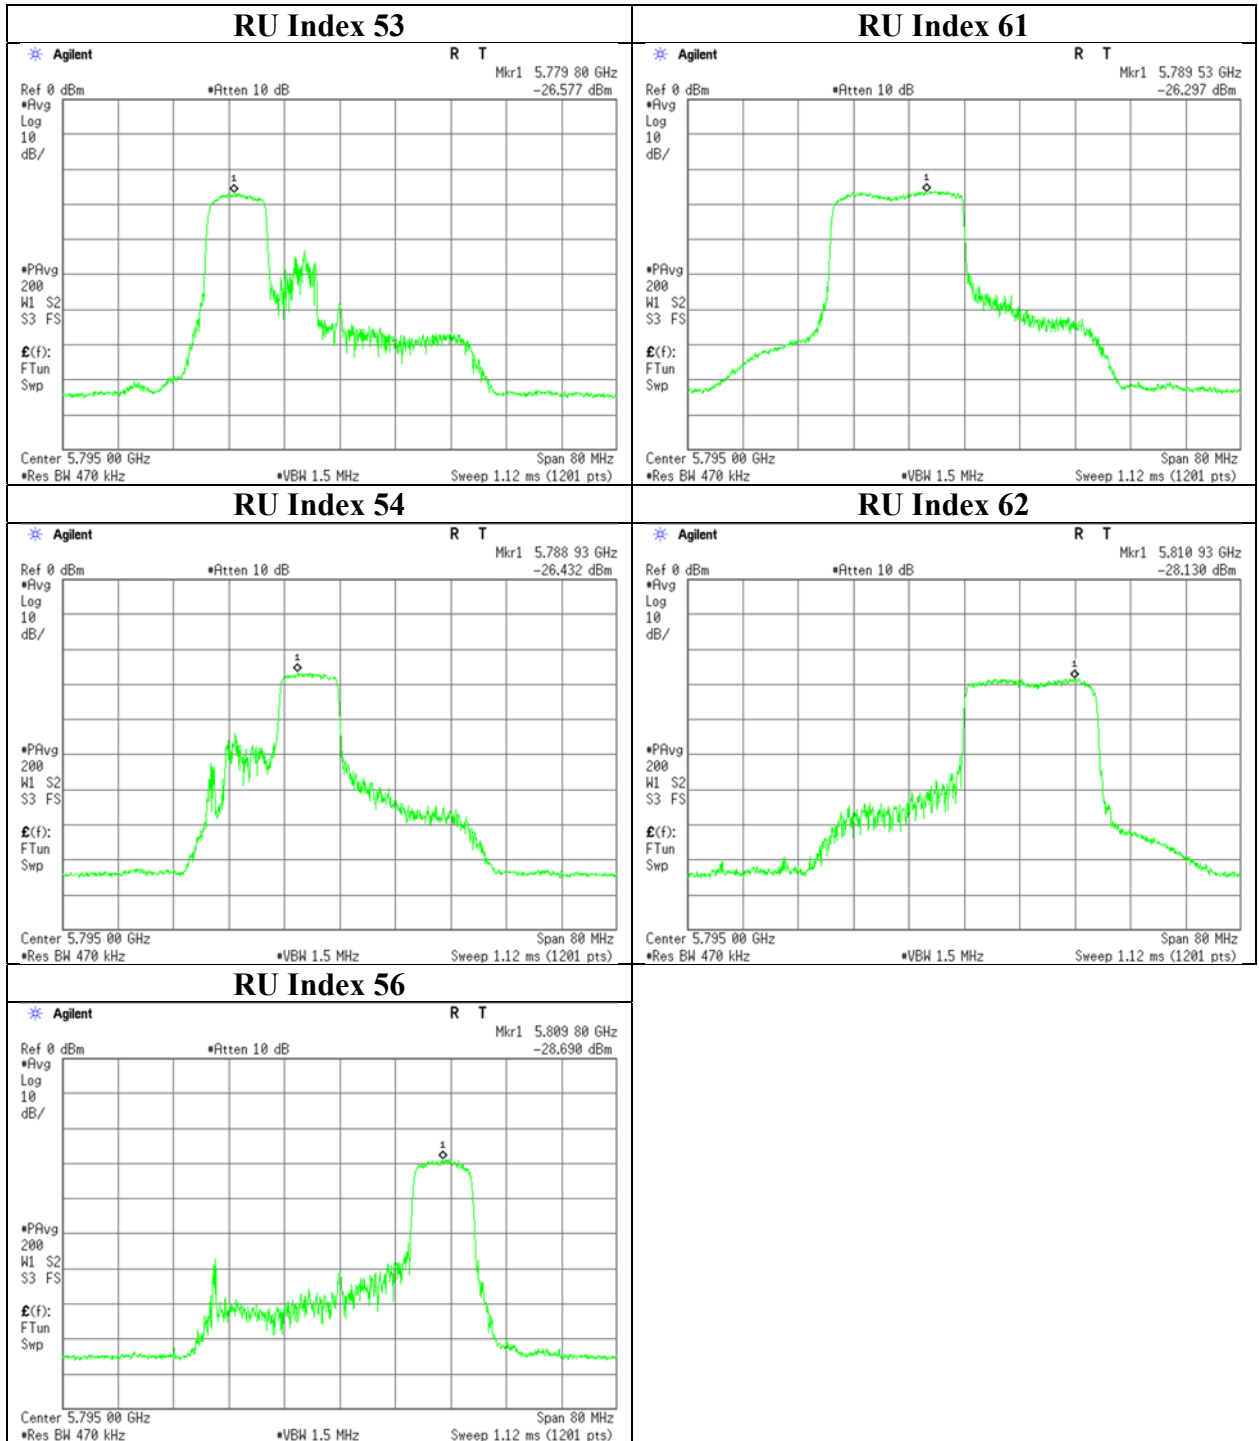 RU Index 53
Agilent
R T
Mkr1 5.779 80 GHz
Ref 0 dBm
#Atten 10 dB
-26.577 dBm
#Avg
Log
10
dB/
#PAvg
200
W1 S2
S3 FS
£(f):
FTun
Swp
1
Center 5.795 00 GHz
Span 80 MHz
#Res BW 470 kHz
#VBW 1.5 MHz
Sweep 1.12 ms (1201 pts)
RU Index 61
Agilent
R T
Mkr1 5.789 53 GHz
Ref 0 dBm
#Atten 10 dB
-26.297 dBm
#Avg
Log
10
dB/
#PAvg
200
W1 S2
S3 FS
£(f):
FTun
Swp
1
Center 5.795 00 GHz
Span 80 MHz
#Res BW 470 kHz
#VBW 1.5 MHz
Sweep 1.12 ms (1201 pts)
RU Index 54
Agilent
R T
Mkr1 5.788 93 GHz
Ref 0 dBm
#Atten 10 dB
-26.432 dBm
#Avg
Log
10
dB/
#PAvg
200
W1 S2
S3 FS
£(f):
FTun
Swp
1
Center 5.795 00 GHz
Span 80 MHz
#Res BW 470 kHz
#VBW 1.5 MHz
Sweep 1.12 ms (1201 pts)
RU Index 62
Agilent
R T
Mkr1 5.810 93 GHz
Ref 0 dBm
#Atten 10 dB
-28.130 dBm
#Avg
Log
10
dB/
#PAvg
200
W1 S2
S3 FS
£(f):
FTun
Swp
1
Center 5.795 00 GHz
Span 80 MHz
#Res BW 470 kHz
#VBW 1.5 MHz
Sweep 1.12 ms (1201 pts)
RU Index 56
Agilent
R T
Mkr1 5.809 80 GHz
Ref 0 dBm
#Atten 10 dB
-28.690 dBm
#Avg
Log
10
dB/
#PAvg
200
W1 S2
S3 FS
£(f):
FTun
Swp
1
Center 5.795 00 GHz
Span 80 MHz
#Res BW 470 kHz
#VBW 1.5 MHz
Sweep 1.12 ms (1201 pts)